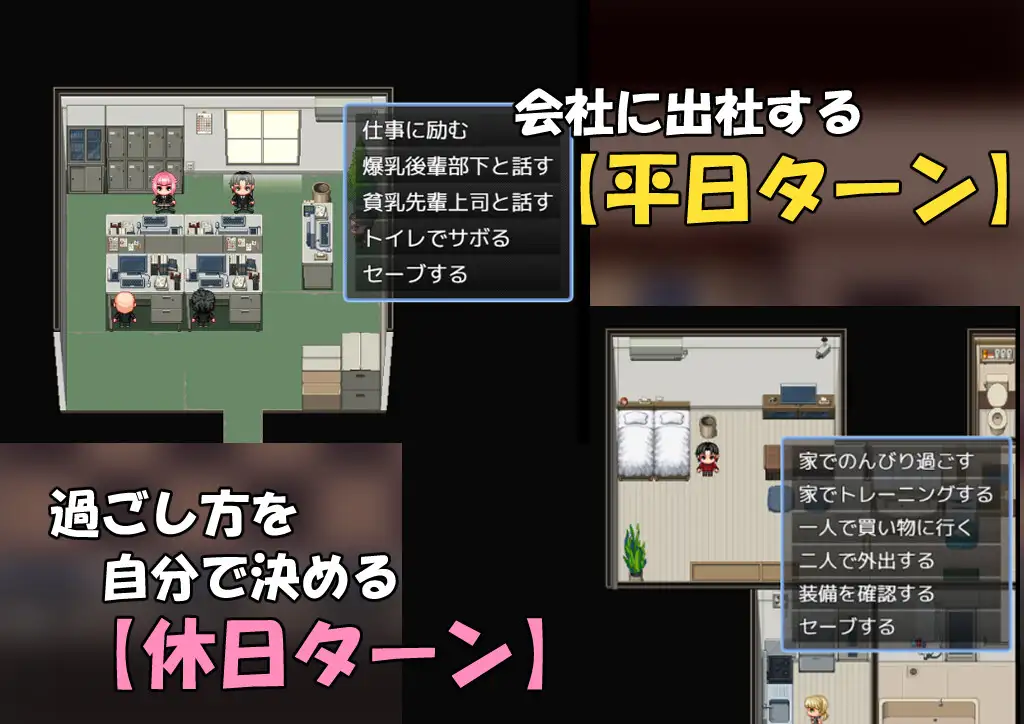 会社に出社する
【平日ターン】
仕事に励む
爆乳後輩部下と話す
貧乳先輩上司と話す
トイレでサボる
セーブする
過ごし方を
自分で決める
【休日ターン】
家でのんびり過ごす
家でトレーニングする
一人で買い物に行く
二人で外出する
装備を確認する
セーブする